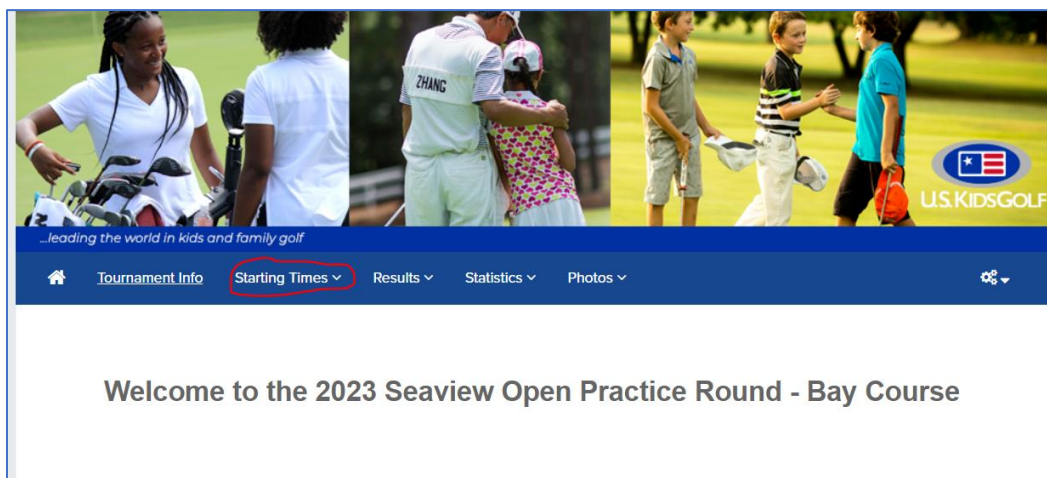 ZHANG
U.S. KIDSGOLF
...leading the world in kids and family golf
Tournament Info Starting Times Results Statistics Photos
Welcome to the 2023 Seaview Open Practice Round - Bay Course